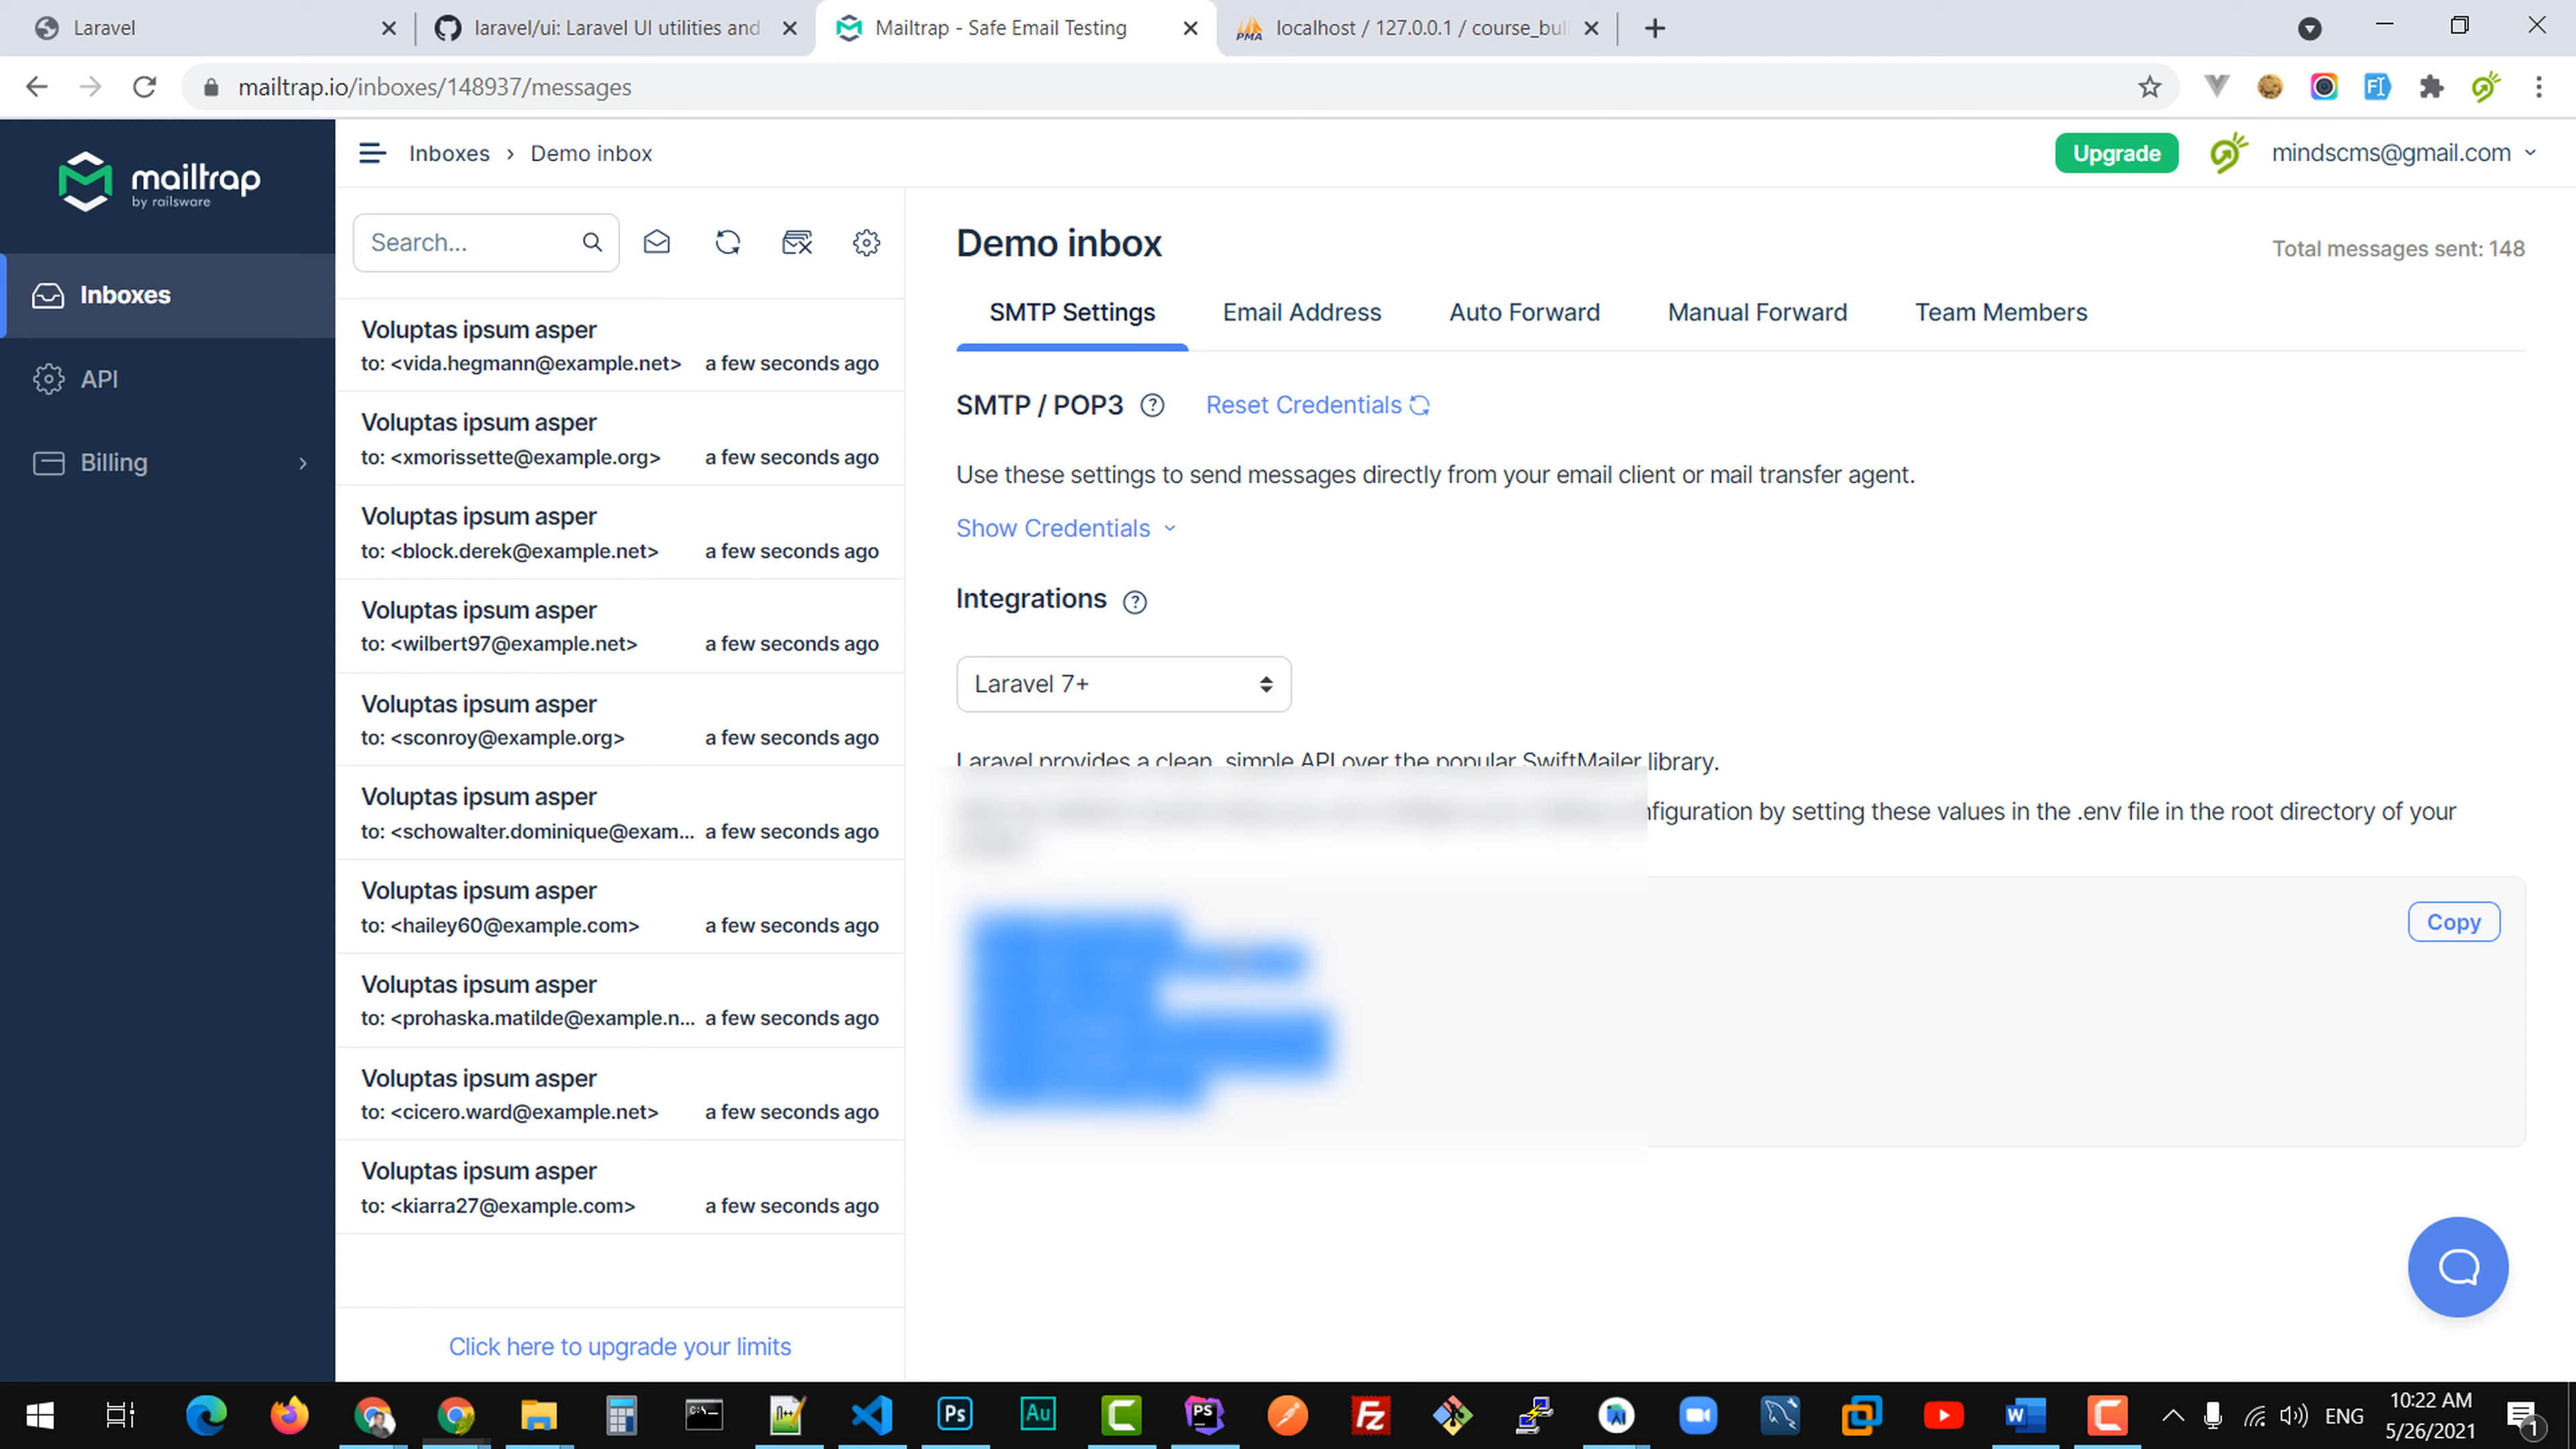 Laravel
laravel/ui: Laravel UI utilities and
Mailtrap - Safe Email Testing
localhost / 127.0.0.1 / course_bul
mailtrap.io/inboxes/148937/messages
mailtrap
by railsware
Inboxes
API
Billing
Inboxes › Demo inbox
Upgrade
mindscms@gmail.com
Search...
Voluptas ipsum asper
to: <vida.hegmann@example.net> a few seconds ago
Voluptas ipsum asper
to: <xmorissette@example.org> a few seconds ago
Voluptas ipsum asper
to: <block.derek@example.net> a few seconds ago
Voluptas ipsum asper
to: <wilbert97@example.net> a few seconds ago
Voluptas ipsum asper
to: <sconroy@example.org> a few seconds ago
Voluptas ipsum asper
to: <schowalter.dominique@exam... a few seconds ago
Voluptas ipsum asper
to: <hailey60@example.com> a few seconds ago
Voluptas ipsum asper
to: <prohaska.matilde@example.n... a few seconds ago
Voluptas ipsum asper
to: <cicero.ward@example.net> a few seconds ago
Voluptas ipsum asper
to: <kiarra27@example.com> a few seconds ago
Click here to upgrade your limits
Demo inbox
Total messages sent: 148
SMTP Settings Email Address Auto Forward Manual Forward Team Members
SMTP / POP3 Reset Credentials
Use these settings to send messages directly from your email client or mail transfer agent.
Show Credentials
Integrations
Laravel 7+
Laravel provides a clean, simple API over the popular SwiftMailer library.
figuration by setting these values in the .env file in the root directory of your
Copy
ENG
10:22 AM
5/26/2021
1